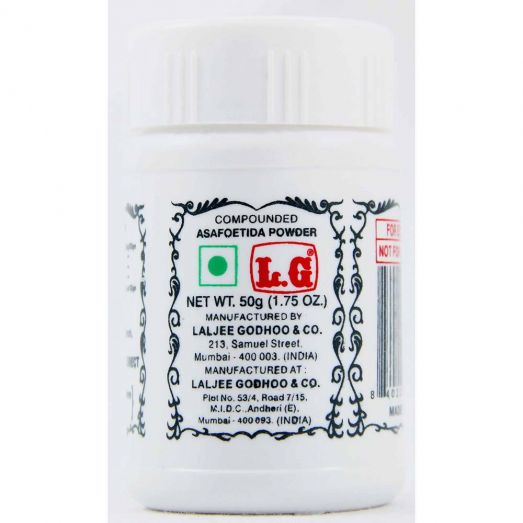 COMPOUNDED
ASAFOETIDA POWDER
L.G®
NET WT. 50g (1.75 OZ.)
MANUFACTURED BY
LALJEE GODHOO & CO.
213, Samuel Street,
Mumbai - 400 003. (INDIA)
MANUFACTURED AT :
LALJEE GODHOO & CO.
Plot No. 53/4, Road 7/15,
M.I.D.C., Andheri (E),
Mumbai - 400 093. (INDIA)
FOR
NOT FOR